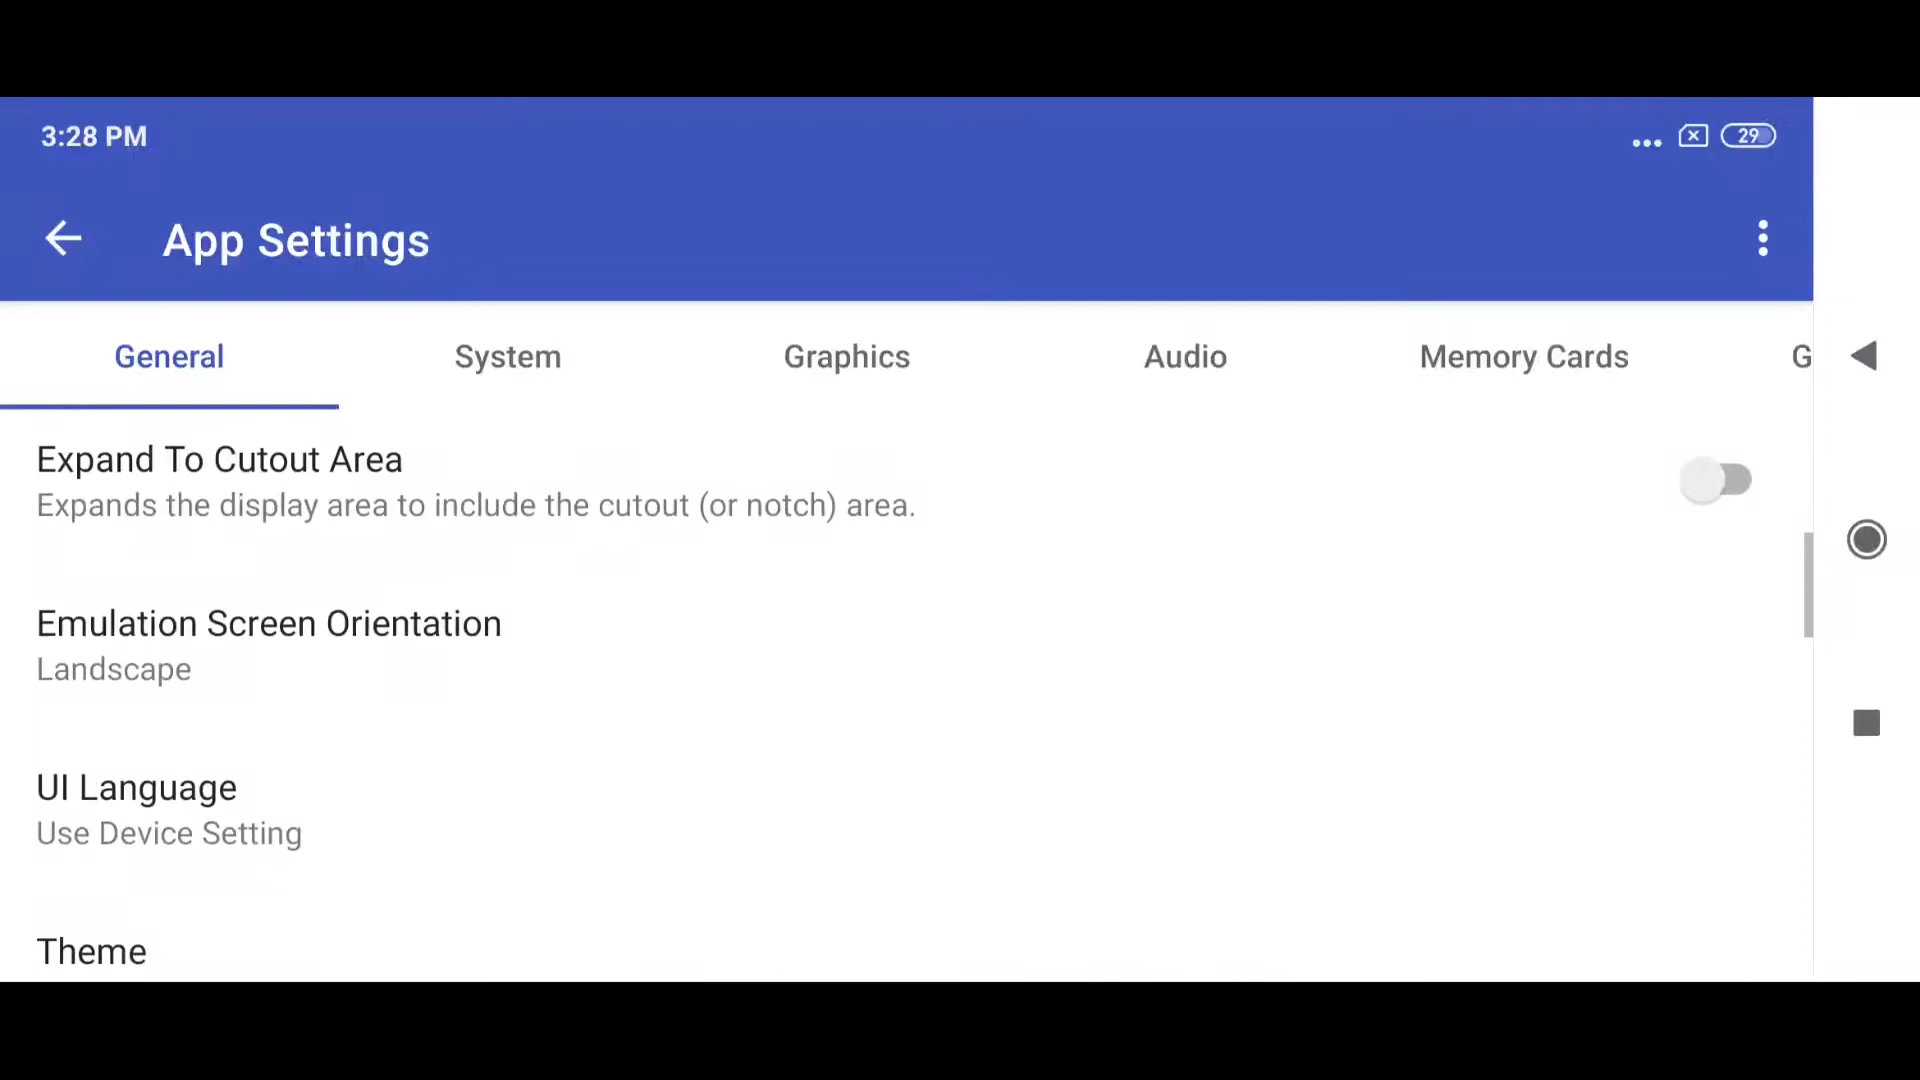 3:28 PM
29
App Settings
General System Graphics Audio Memory Cards G
Expand To Cutout Area
Expands the display area to include the cutout (or notch) area.
Emulation Screen Orientation
Landscape
UI Language
Use Device Setting
Theme